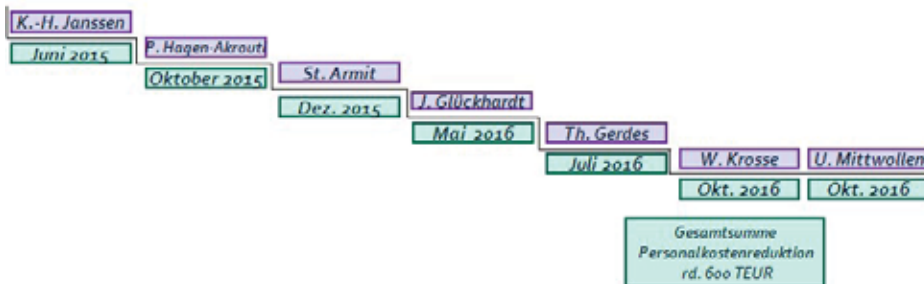 K.-H. Janssen
Juni 2015
P. Hagen-Akrouti
Oktober 2015
St. Armit
Dez. 2015
J. Glückhardt
Mai 2016
Th. Gerdes
Juli 2016
W. Krosse
Okt. 2016
U. Mittwollen
Okt. 2016
Gesamtsumme
Personalkostenreduktion
rd. 600 TEUR